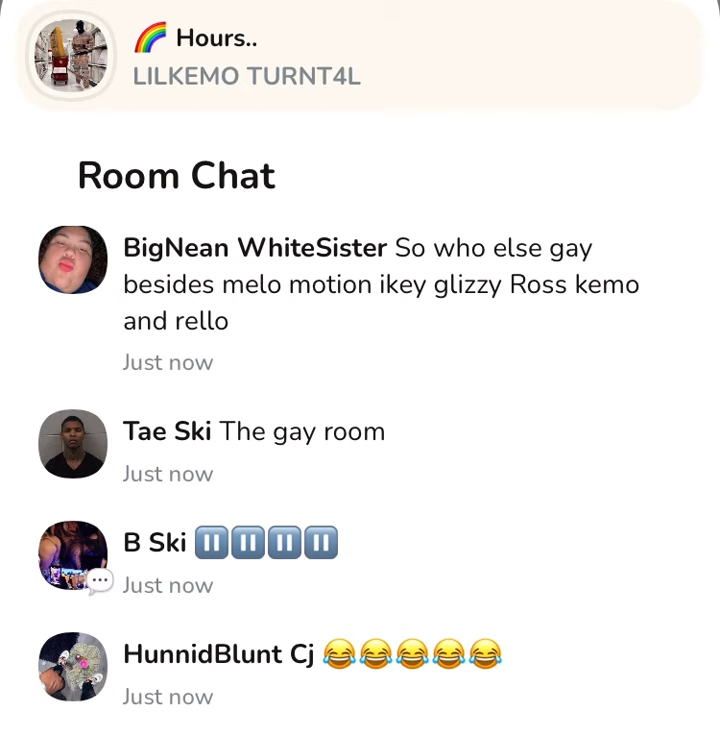 🌈 Hours..
LILKEMO TURNT4L
Room Chat
BigNean WhiteSister So who else gay
besides melo motion ikey glizzy Ross kemo
and rello
Just now
Tae Ski The gay room
Just now
B Ski ⏸️⏸️⏸️⏸️
Just now
HunnidBlunt Cj 😂😂😂😂😂
Just now